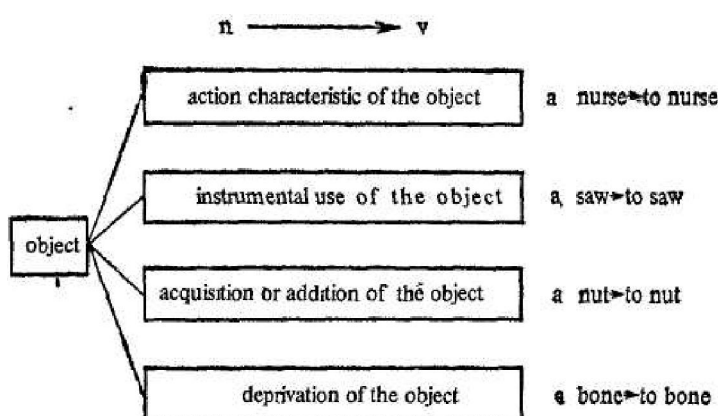 n → v
action characteristic of the object a nurse→to nurse
instrumental use of the object a saw→to saw
object
acquisition or addition of the object a nut→to nut
deprivation of the object a bone→to bone